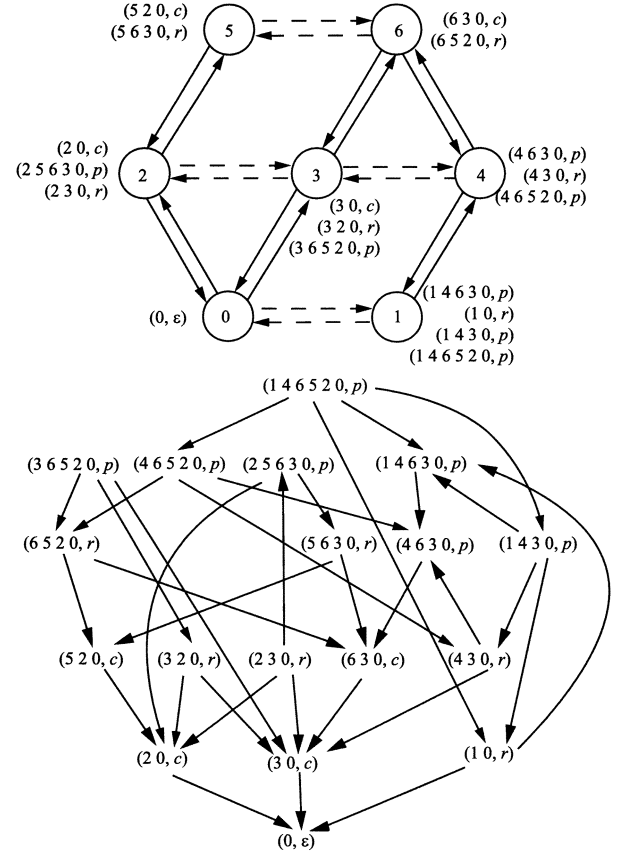 (5 2 0, c)
(5 6 3 0, r)
5
6
(6 3 0, c)
(6 5 2 0, r)
(2 0, c)
(2 5 6 3 0, p)
(2 3 0, r)
2
3
4
(4 6 3 0, p)
(4 3 0, r)
(4 6 5 2 0, p)
(3 0, c)
(3 2 0, r)
(3 6 5 2 0, p)
(0, ε)
0
1
(1 4 6 3 0, p)
(1 0, r)
(1 4 3 0, p)
(1 4 6 5 2 0, p)
(1 4 6 5 2 0, p)
(3 6 5 2 0, p) (4 6 5 2 0, p) (2 5 6 3 0, p) (1 4 6 3 0, p)
(6 5 2 0, r) (5 6 3 0, r) (4 6 3 0, p) (1 4 3 0, p)
(5 2 0, c) (3 2 0, r) (2 3 0, r) (6 3 0, c) (4 3 0, r)
(2 0, c) (3 0, c) (1 0, r)
(0, ε)